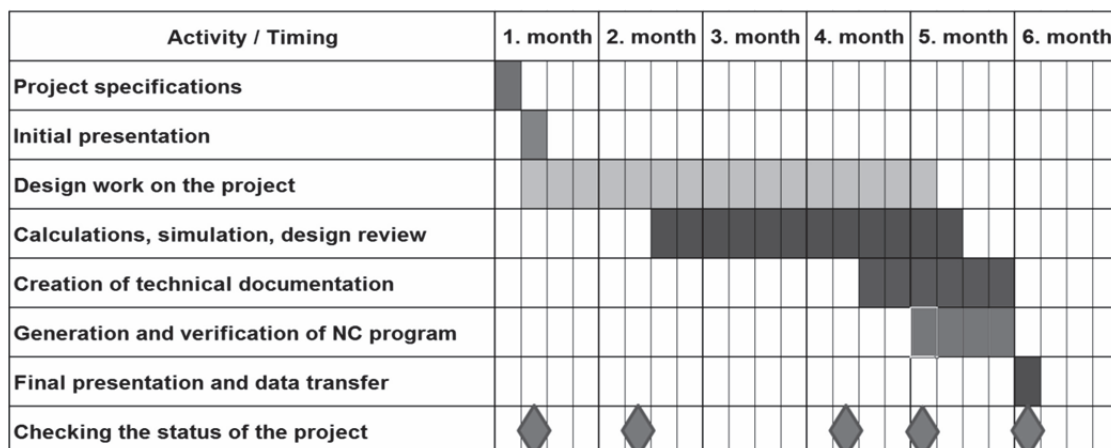 Activity / Timing 1. month 2. month 3. month 4. month 5. month 6. month
Project specifications
Initial presentation
Design work on the project
Calculations, simulation, design review
Creation of technical documentation
Generation and verification of NC program
Final presentation and data transfer
Checking the status of the project